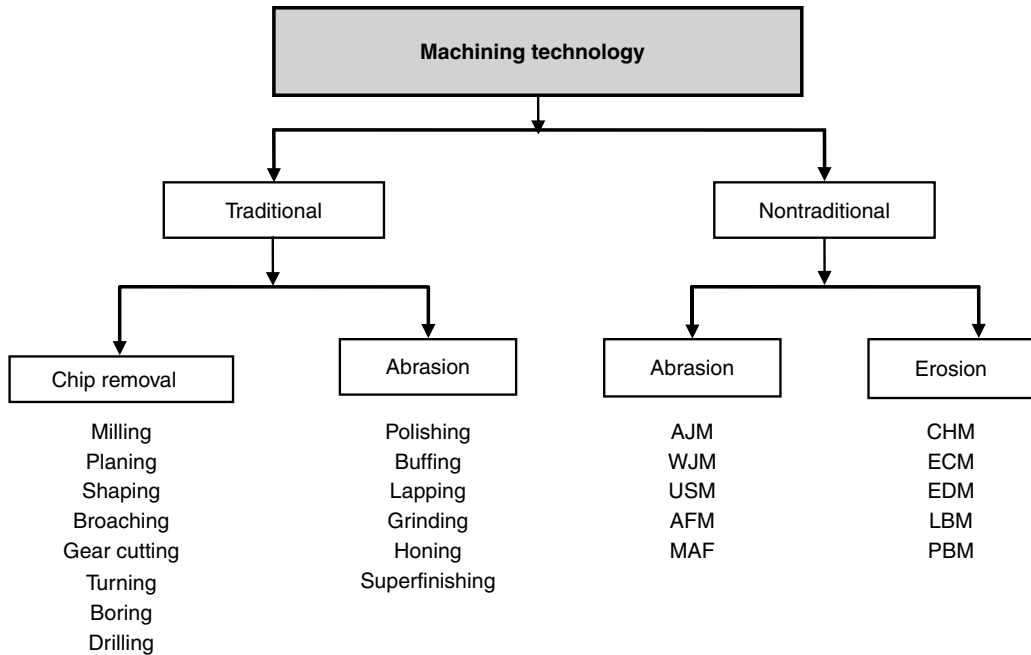 Machining technology
Traditional
Nontraditional
Chip removal
Abrasion
Abrasion
Erosion
Milling
Planing
Shaping
Broaching
Gear cutting
Turning
Boring
Drilling
Polishing
Buffing
Lapping
Grinding
Honing
Superfinishing
AJM
WJM
USM
AFM
MAF
CHM
ECM
EDM
LBM
PBM